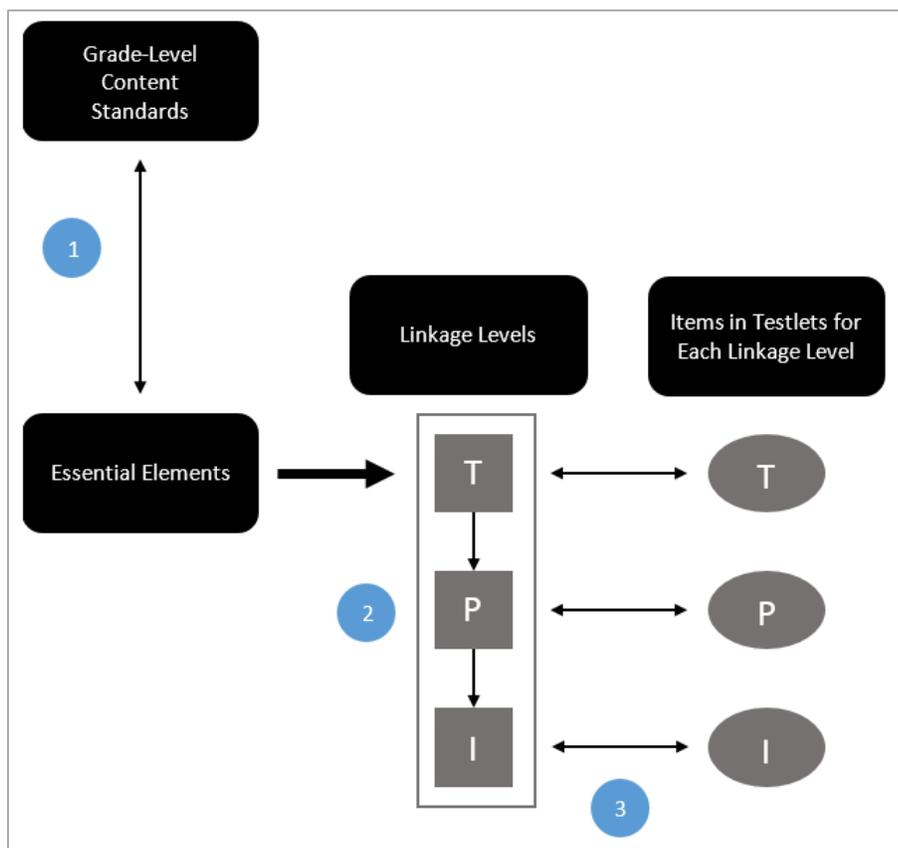 Grade-Level
Content
Standards
1
Linkage Levels
Items in Testlets for
Each Linkage Level
Essential Elements
T
T
2
P
P
I
I
3